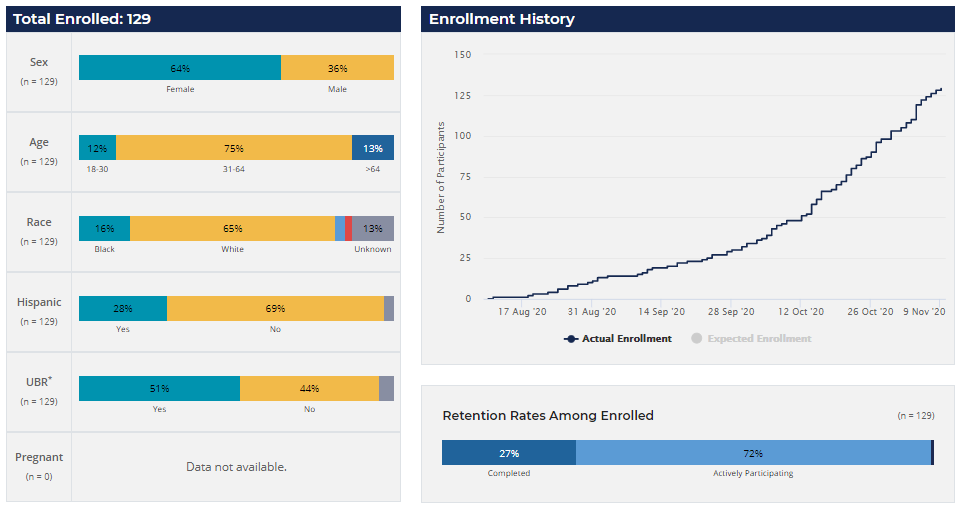 Total Enrolled: 129
Sex
(n = 129)
64%
36%
Female
Male
Age
(n = 129)
12%
75%
13%
18-30
31-64
>64
Race
(n = 129)
16%
65%
13%
Black
White
Unknown
Hispanic
(n = 129)
28%
69%
Yes
No
UBR*
(n = 129)
51%
44%
Yes
No
Pregnant
(n = 0)
Data not available.
Enrollment History
Number of Participants
150
125
100
75
50
25
0
17 Aug '20
31 Aug '20
14 Sep '20
28 Sep '20
12 Oct '20
26 Oct '20
9 Nov '20
Actual Enrollment
Expected Enrollment
Retention Rates Among Enrolled
(n = 129)
27%
72%
Completed
Actively Participating